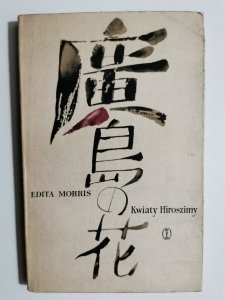 廣
島
の
EDITA MORRIS
Kwiaty Hiroszimy
花